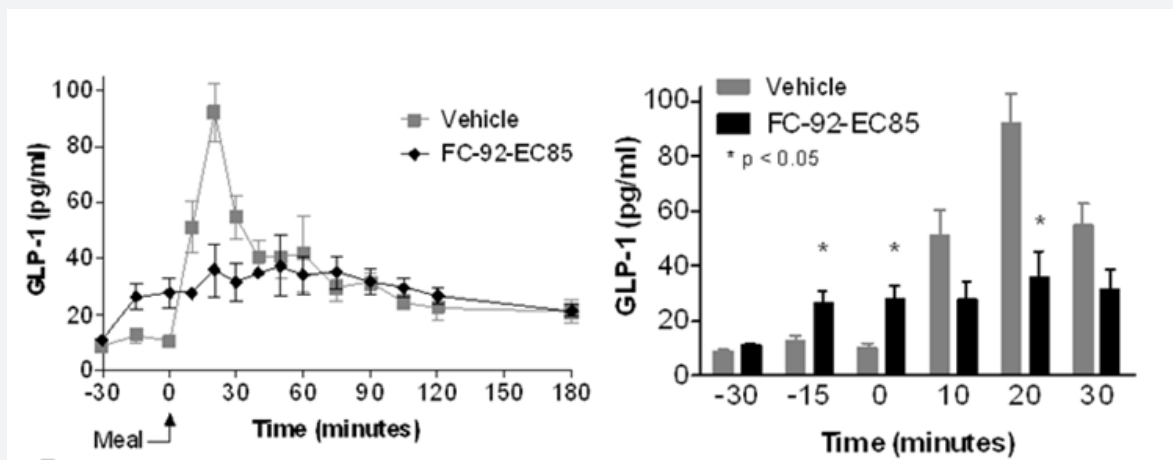 100
80
60
40
20
0
GLP-1 (pg/ml)
Vehicle
FC-92-EC85
-30 0 30 60 90 120 180
Meal
Time (minutes)
100
80
60
40
20
0
GLP-1 (pg/ml)
Vehicle
FC-92-EC85
* p < 0.05
*
*
*
-30 -15 0 10 20 30
Time (minutes)